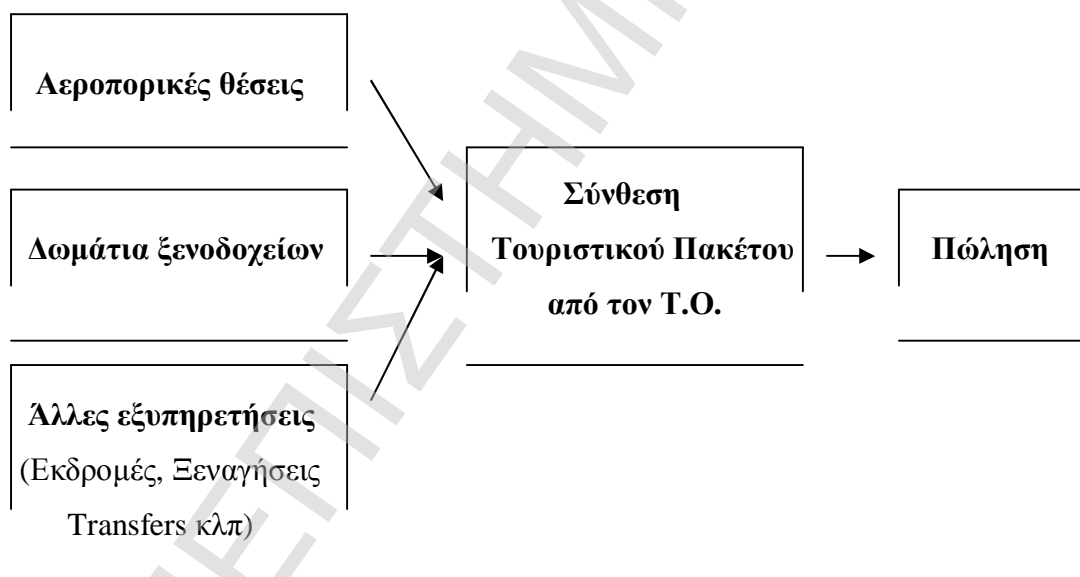 Αεροπορικές θέσεις
Δωμάτια ξενοδοχείων
Άλλες εξυπηρετήσεις
(Εκδρομές, Ξεναγήσεις
Transfers κλπ)
Σύνθεση
Τουριστικού Πακέτου
από τον Τ.Ο.
Πώληση